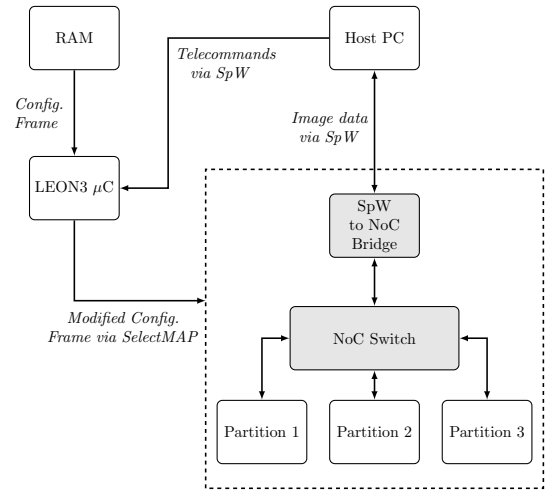 RAM
Host PC
Telecommands
via SpW
Config.
Frame
Image data
via SpW
LEON3 μC
SpW
to NoC
Bridge
Modified Config.
Frame via SelectMAP
NoC Switch
Partition 1
Partition 2
Partition 3